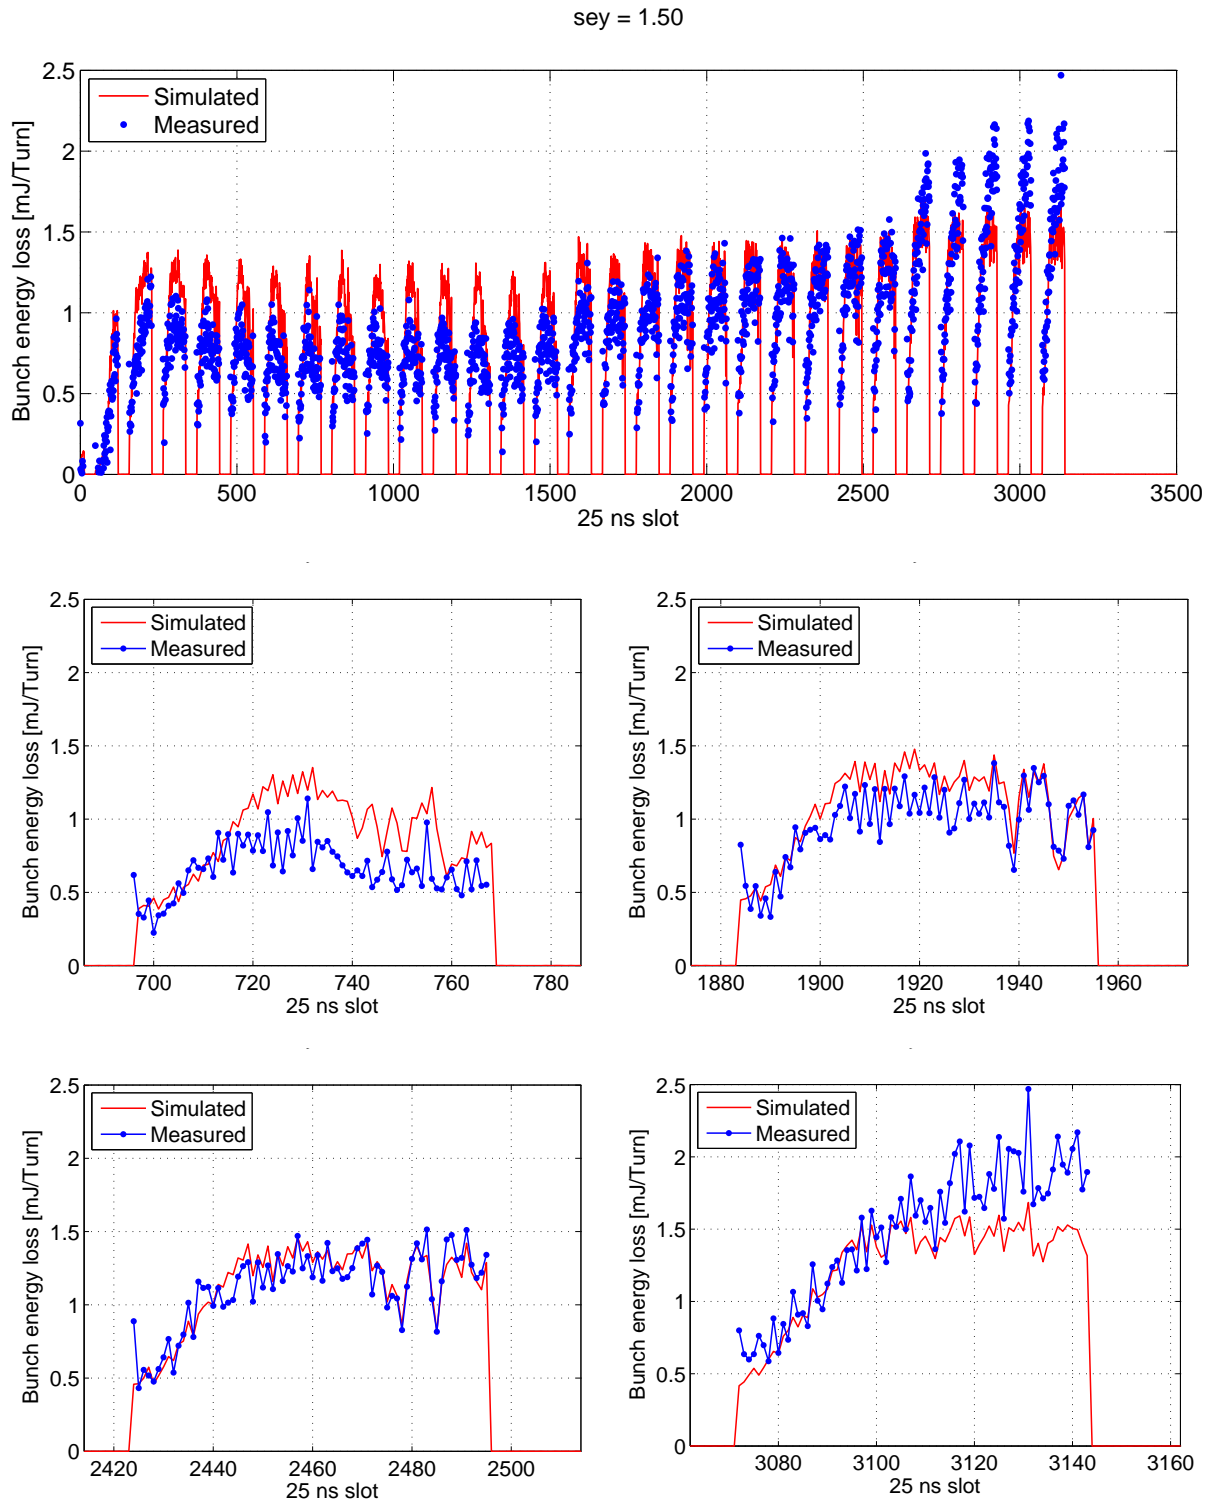 sey = 1.50
Bunch energy loss [mJ/Turn]
2.5
2
1.5
1
0.5
0
Simulated
Measured
0 500 1000 1500 2000 2500 3000 3500
25 ns slot
Bunch energy loss [mJ/Turn]
2.5
2
1.5
1
0.5
0
Simulated
Measured
700 720 740 760 780
25 ns slot
Bunch energy loss [mJ/Turn]
2.5
2
1.5
1
0.5
0
Simulated
Measured
1880 1900 1920 1940 1960
25 ns slot
Bunch energy loss [mJ/Turn]
2.5
2
1.5
1
0.5
0
Simulated
Measured
2420 2440 2460 2480 2500
25 ns slot
Bunch energy loss [mJ/Turn]
2.5
2
1.5
1
0.5
0
Simulated
Measured
3080 3100 3120 3140 3160
25 ns slot